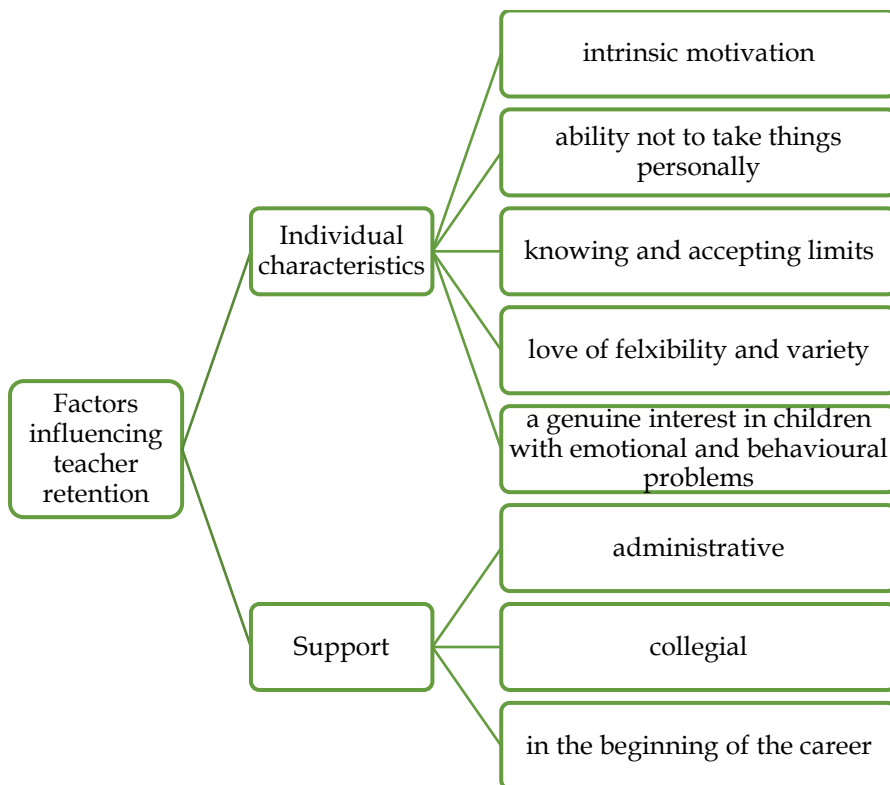 Factors
influencing
teacher
retention
Individual
characteristics
intrinsic motivation
ability not to take things
personally
knowing and accepting limits
love of felxibility and variety
a genuine interest in children
with emotional and behavioural
problems
Support
administrative
collegial
in the beginning of the career